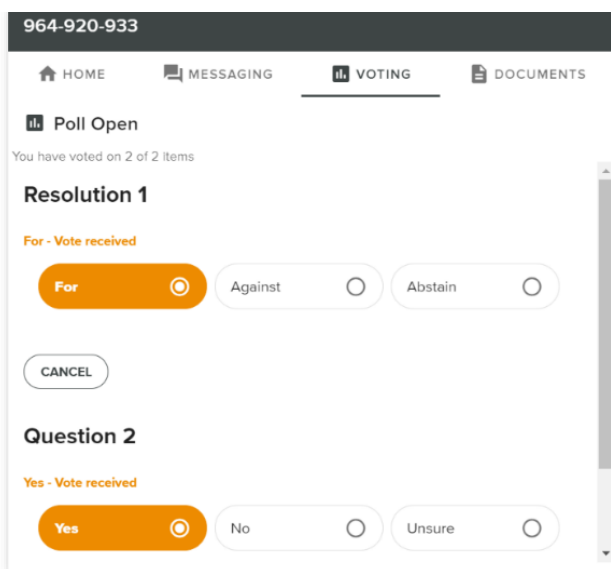 964-920-933
HOME MESSAGING VOTING DOCUMENTS
Poll Open
You have voted on 2 of 2 items
Resolution 1
For - Vote received
For Against Abstain
CANCEL
Question 2
Yes - Vote received
Yes No Unsure